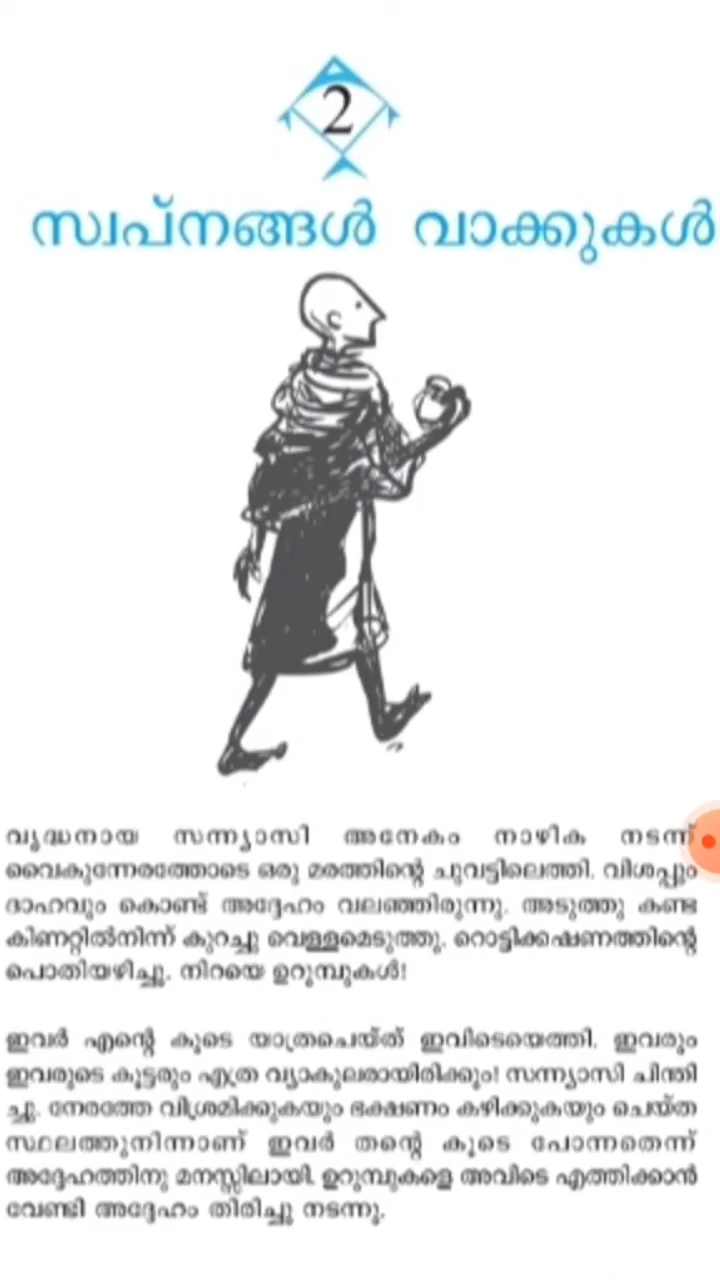 2
സ്വപ്നങ്ങൾ വാക്കുകൾ
വൃദ്ധനായ സന്ന്യാസി അനേകം നാഴിക നടന്ന്
വൈകുന്നേരത്തോടെ ഒരു മരത്തിന്റെ ചുവട്ടിലെത്തി. വിശപ്പും
ദാഹവും കൊണ്ട് അദ്ദേഹം വലഞ്ഞിരുന്നു. അടുത്തു കണ്ട
കിണറ്റിൽനിന്ന് കുറച്ചു വെള്ളമെടുത്തു. റൊട്ടിക്കഷണത്തിന്റെ
പൊതിയഴിച്ചു. നിറയെ ഉറുമ്പുകൾ!
ഇവർ എന്റെ കൂടെ യാത്രചെയ്ത് ഇവിടെയെത്തി. ഇവരും
ഇവരുടെ കൂട്ടരും എത്ര വ്യാകുലരായിരിക്കും! സന്ന്യാസി ചിന്തി
ച്ചു. നേരത്തേ വിശ്രമിക്കുകയും ഭക്ഷണം കഴിക്കുകയും ചെയ്ത
സ്ഥലത്തുനിന്നാണ് ഇവർ തന്റെ കൂടെ പോന്നതെന്ന്
അദ്ദേഹത്തിനു മനസ്സിലായി. ഉറുമ്പുകളെ അവിടെ എത്തിക്കാൻ
വേണ്ടി അദ്ദേഹം തിരിച്ചു നടന്നു.